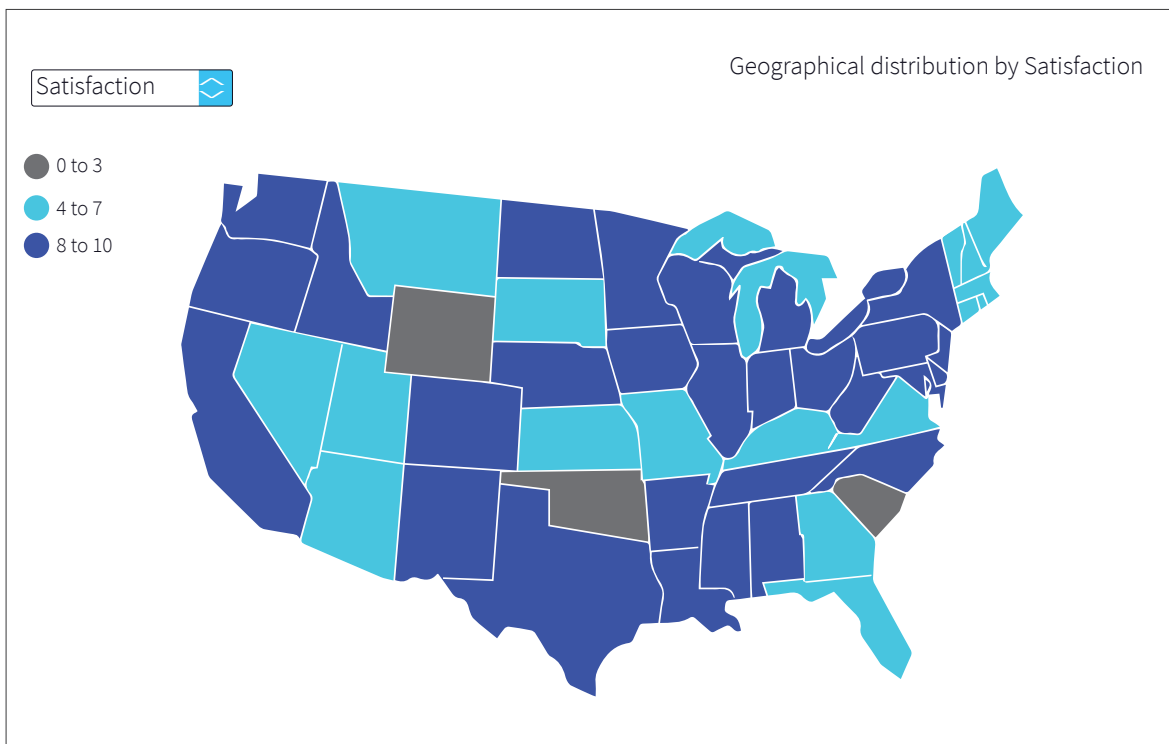 Geographical distribution by Satisfaction
Satisfaction
0 to 3
4 to 7
8 to 10